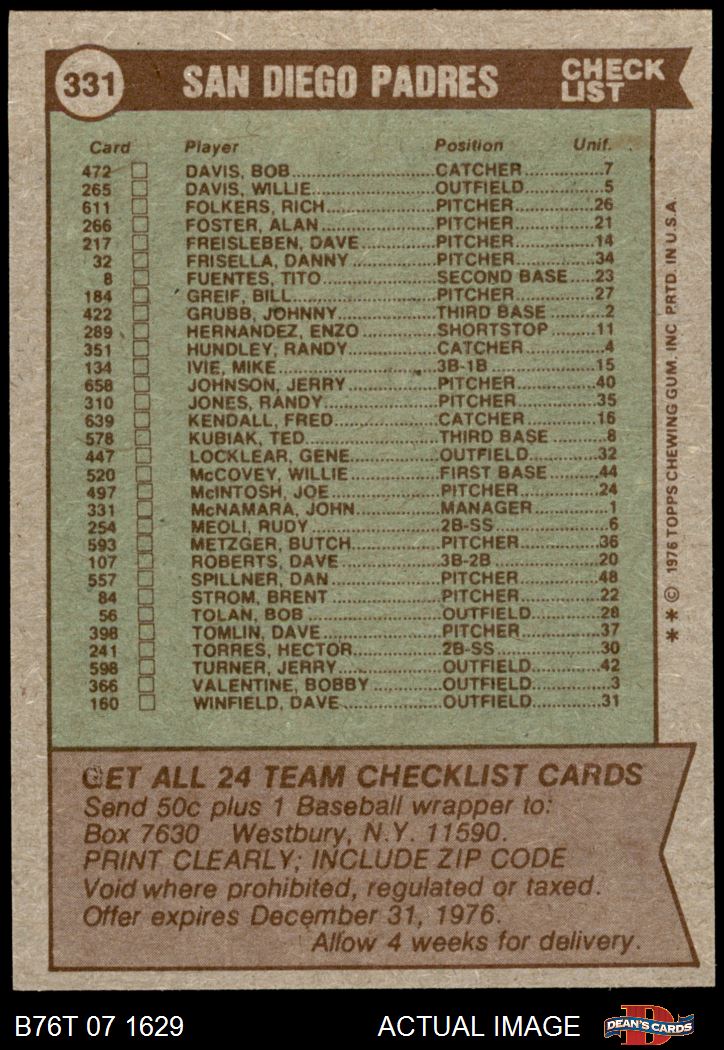 331 SAN DIEGO PADRES CHECK LIST
Card Player Position Unif.
472 DAVIS, BOB CATCHER 7
265 DAVIS, WILLIE OUTFIELD 5
611 FOLKERS, RICH PITCHER 26
266 FOSTER, ALAN PITCHER 21
217 FREISLEBEN, DAVE PITCHER 14
32 FRISELLA, DANNY PITCHER 34
8 FUENTES, TITO SECOND BASE 23
184 GREIF, BILL PITCHER 27
422 GRUBB, JOHNNY THIRD BASE 2
289 HERNANDEZ, ENZO SHORTSTOP 11
351 HUNDLEY, RANDY CATCHER 4
134 IVIE, MIKE 3B-1B 15
658 JOHNSON, JERRY PITCHER 40
310 JONES, RANDY PITCHER 35
639 KENDALL, FRED CATCHER 16
578 KUBIAK, TED THIRD BASE 8
447 LOCKLEAR, GENE OUTFIELD 32
520 McCOVEY, WILLIE FIRST BASE 44
497 McINTOSH, JOE PITCHER 24
331 McNAMARA, JOHN MANAGER 1
254 MEOLI, RUDY 2B-SS 6
593 METZGER, BUTCH PITCHER 36
107 ROBERTS, DAVE 3B-2B 20
557 SPILLNER, DAN PITCHER 48
84 STROM, BRENT PITCHER 22
56 TOLAN, BOB OUTFIELD 28
398 TOMLIN, DAVE PITCHER 37
241 TORRES, HECTOR 2B-SS 30
598 TURNER, JERRY OUTFIELD 42
366 VALENTINE, BOBBY OUTFIELD 3
160 WINFIELD, DAVE OUTFIELD 31
* * © 1976 TOPPS CHEWING GUM, INC PRTD. IN U.S.A.
GET ALL 24 TEAM CHECKLIST CARDS
Send 50c plus 1 Baseball wrapper to:
Box 7630 Westbury, N.Y. 11590.
PRINT CLEARLY; INCLUDE ZIP CODE
Void where prohibited, regulated or taxed.
Offer expires December 31, 1976.
Allow 4 weeks for delivery.
B76T 07 1629 ACTUAL IMAGE DEAN'S CARDS